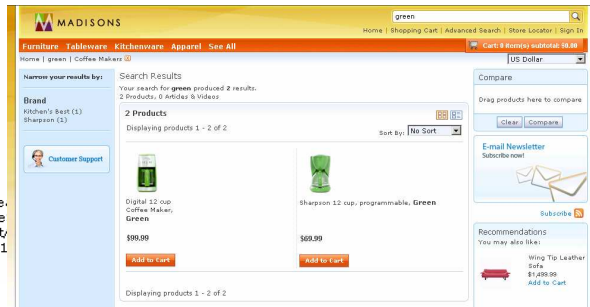 MADISONS
green
Home | Shopping Cart | Advanced Search | Store Locator | Sign In
Furniture Tableware Kitchenware Apparel See All
Cart: 0 item(s) subtotal: $0.00
Home | green | Coffee Makers
US Dollar
Narrow your results by:
Brand
Kitchen's Best (1)
Sharpson (1)
Customer Support
Search Results
Your search for green produced 2 results.
2 Products, 0 Articles & Videos
2 Products
Displaying products 1 - 2 of 2
Sort By: No Sort
Digital 12 cup
Coffee Maker,
Green
$99.99
Add to Cart
Sharpson 12 cup, programmable, Green
$69.99
Add to Cart
Displaying products 1 - 2 of 2
Compare
Drag products here to compare
Clear Compare
E-mail Newsletter
Subscribe now!
Subscribe
Recommendations
You may also like:
Wing Tip Leather
Sofa
$1,499.99
Add to Cart